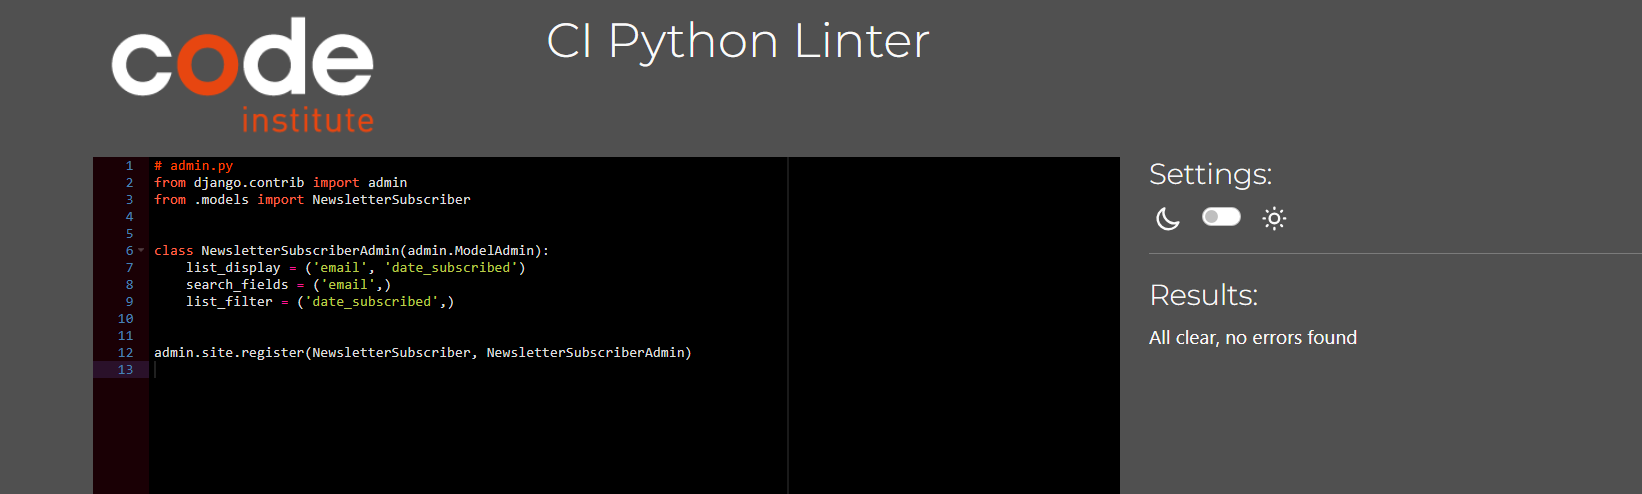 code
institute
CI Python Linter
1 # admin.py
2 from django.contrib import admin
3 from .models import NewsletterSubscriber
4
5
6 class NewsletterSubscriberAdmin(admin.ModelAdmin):
7     list_display = ('email', 'date_subscribed')
8     search_fields = ('email',)
9     list_filter = ('date_subscribed',)
10
11
12 admin.site.register(NewsletterSubscriber, NewsletterSubscriberAdmin)
13
Settings:
Results:
All clear, no errors found